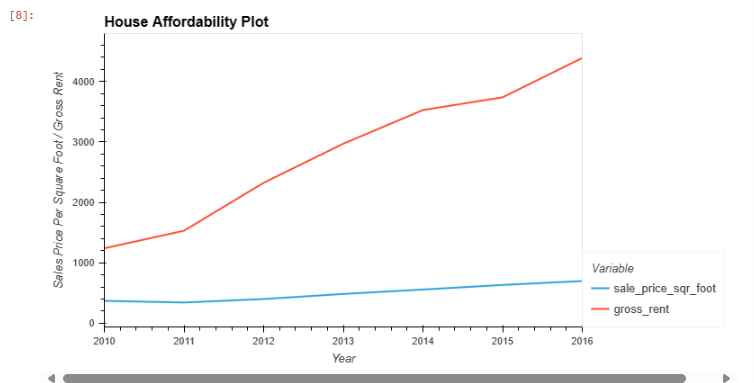 [8]:
House Affordability Plot
Sales Price Per Square Foot / Gross Rent
4000
3000
2000
1000
0
2010 2011 2012 2013 2014 2015 2016
Year
Variable
sale_price_sqr_foot
gross_rent